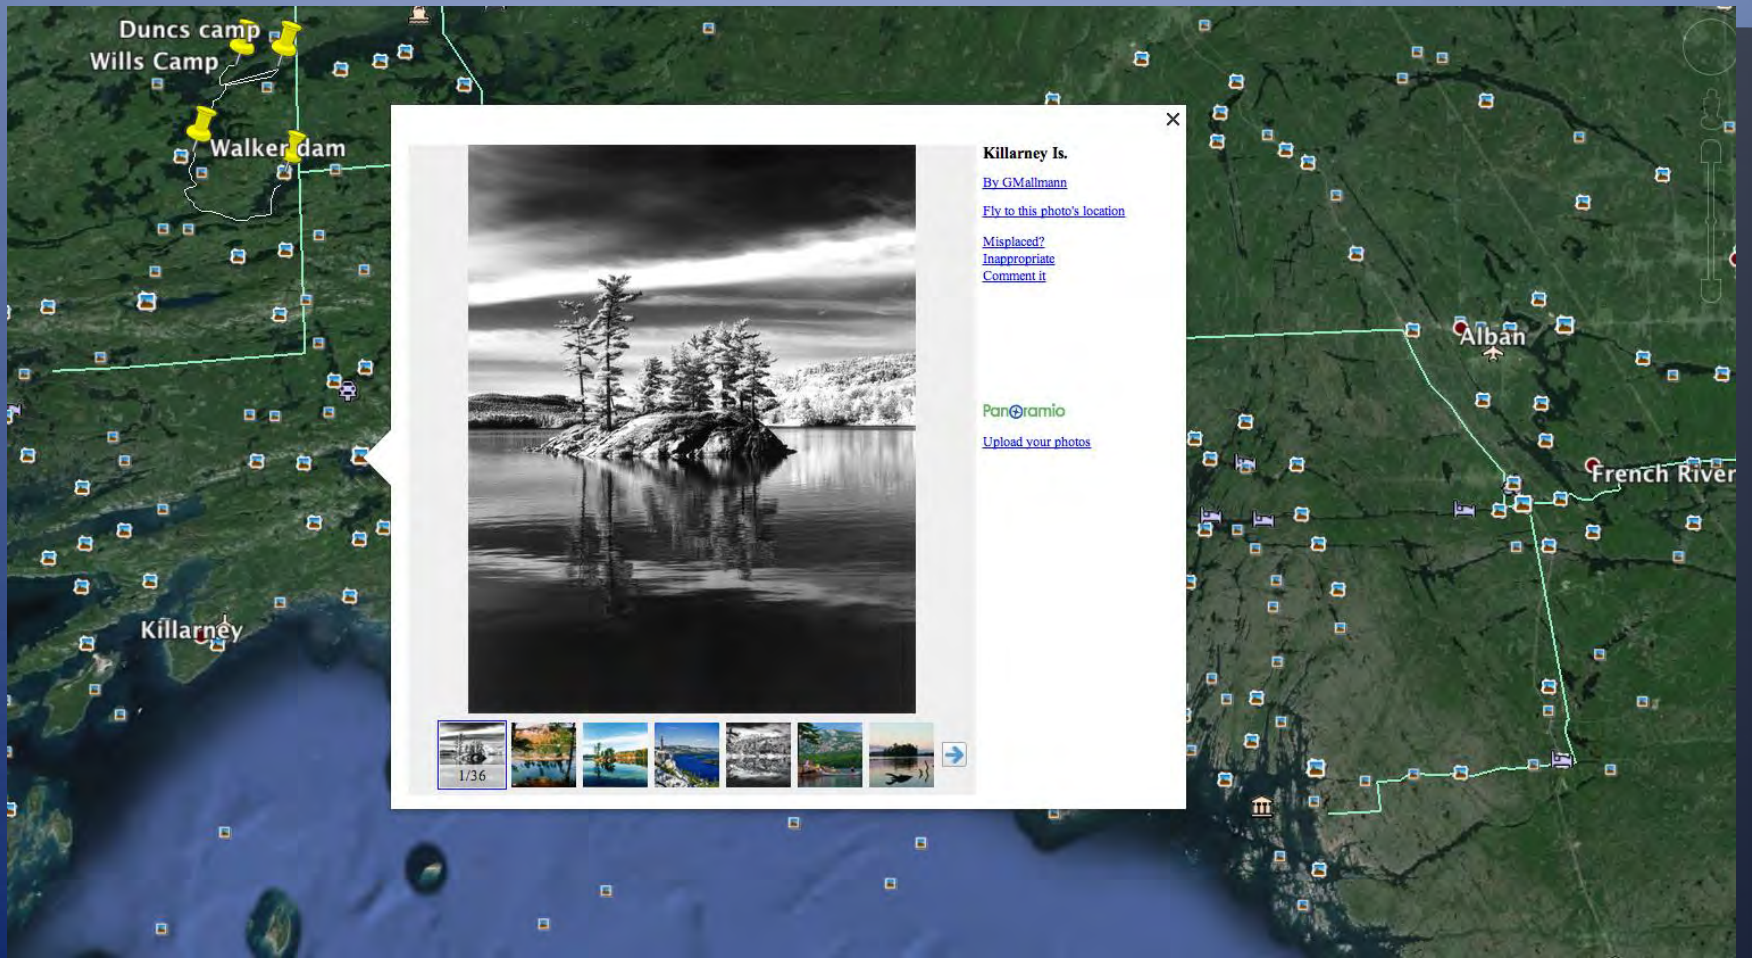 Duncs camp
Wills Camp
Walker dam
Killarney Is.
By GMallmann
Fly to this photo's location
Misplaced?
Inappropriate
Comment it
Alban
Panoramio
Upload your photos
French River
Killarney
1/36